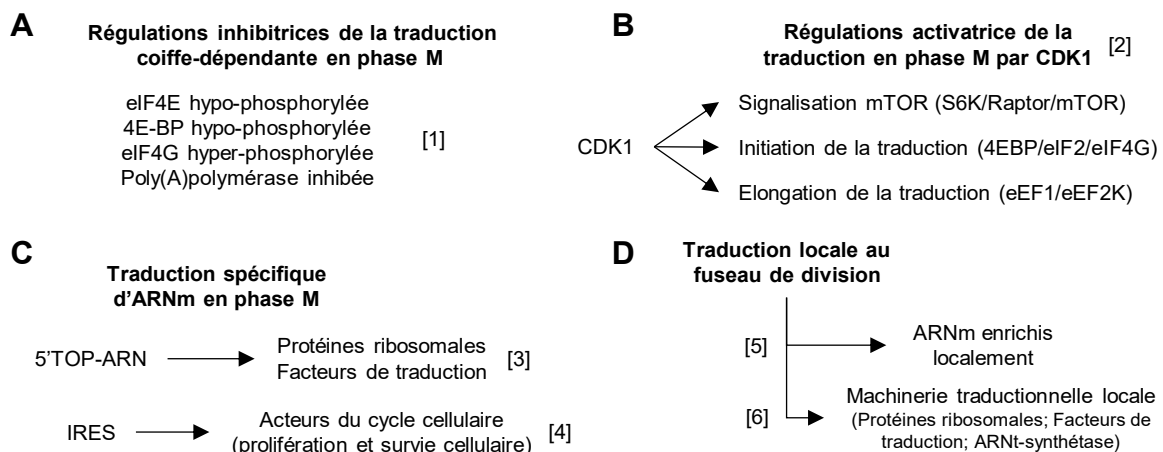 A
Régulations inhibitrices de la traduction
coiffe-dépendante en phase M
eIF4E hypo-phosphorylée
4E-BP hypo-phosphorylée
eIF4G hyper-phosphorylée
Poly(A)polymérase inhibée
[1]
B
Régulations activatrice de la
traduction en phase M par CDK1
[2]
CDK1
Signalisation mTOR (S6K/Raptor/mTOR)
Initiation de la traduction (4EBP/eIF2/eIF4G)
Elongation de la traduction (eEF1/eEF2K)
C
Traduction spécifique
d'ARNm en phase M
5'TOP-ARN
Protéines ribosomales
Facteurs de traduction
[3]
IRES
Acteurs du cycle cellulaire
(prolifération et survie cellulaire)
[4]
D
Traduction locale au
fuseau de division
[5]
ARNm enrichis
localement
[6]
Machinerie traductionnelle locale
(Protéines ribosomales; Facteurs de
traduction; ARNt-synthétase)